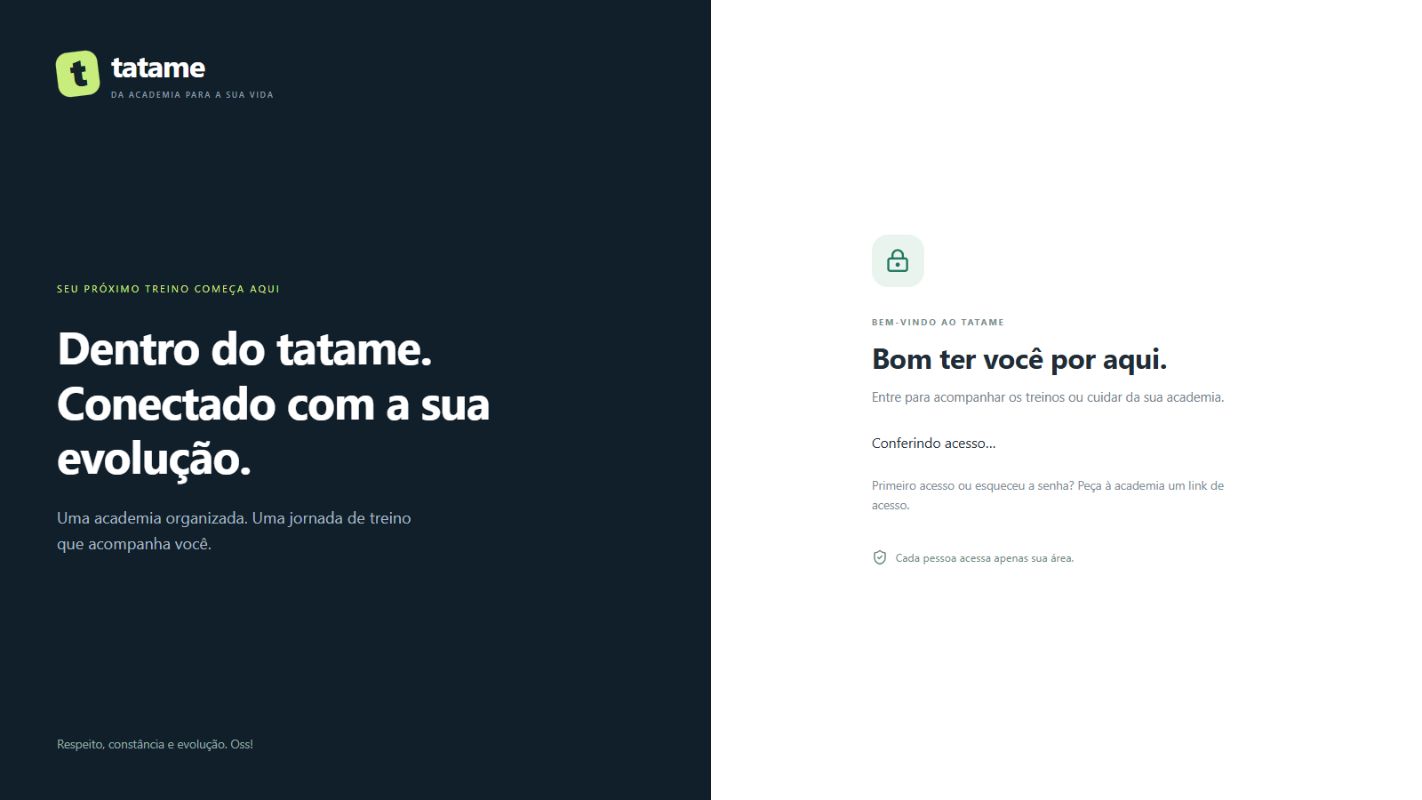 t tatame
DA ACADEMIA PARA A SUA VIDA
SEU PRÓXIMO TREINO COMEÇA AQUI
Dentro do tatame.
Conectado com a sua
evolução.
Uma academia organizada. Uma jornada de treino
que acompanha você.
Respeito, constância e evolução. Oss!
BEM-VINDO AO TATAME
Bom ter você por aqui.
Entre para acompanhar os treinos ou cuidar da sua academia.
Conferindo acesso...
Primeiro acesso ou esqueceu a senha? Peça à academia um link de
acesso.
Cada pessoa acessa apenas sua área.